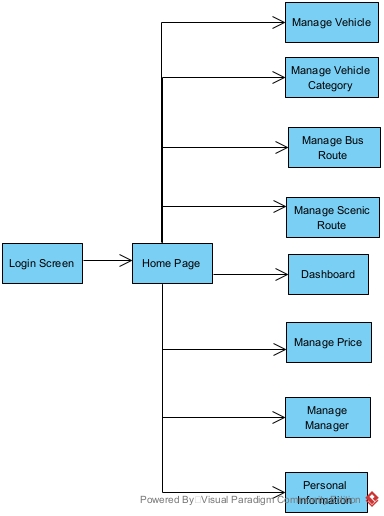 Manage Vehicle
Manage Vehicle
Category
Manage Bus
Route
Manage Scenic
Route
Login Screen
Home Page
Dashboard
Manage Price
Manage
Manager
Personal
Information
Powered By Visual Paradigm Community Edition